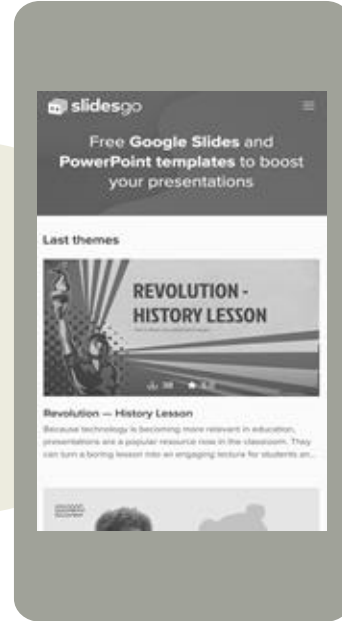 slidesgo
Free Google Slides and
PowerPoint templates to boost
your presentations
Last themes
REVOLUTION -
HISTORY LESSON
Revolution — History Lesson
Because technology is becoming more relevant in education,
presentations are a popular resource now in the classroom. They
can turn a boring lesson into an engaging lecture for students an...